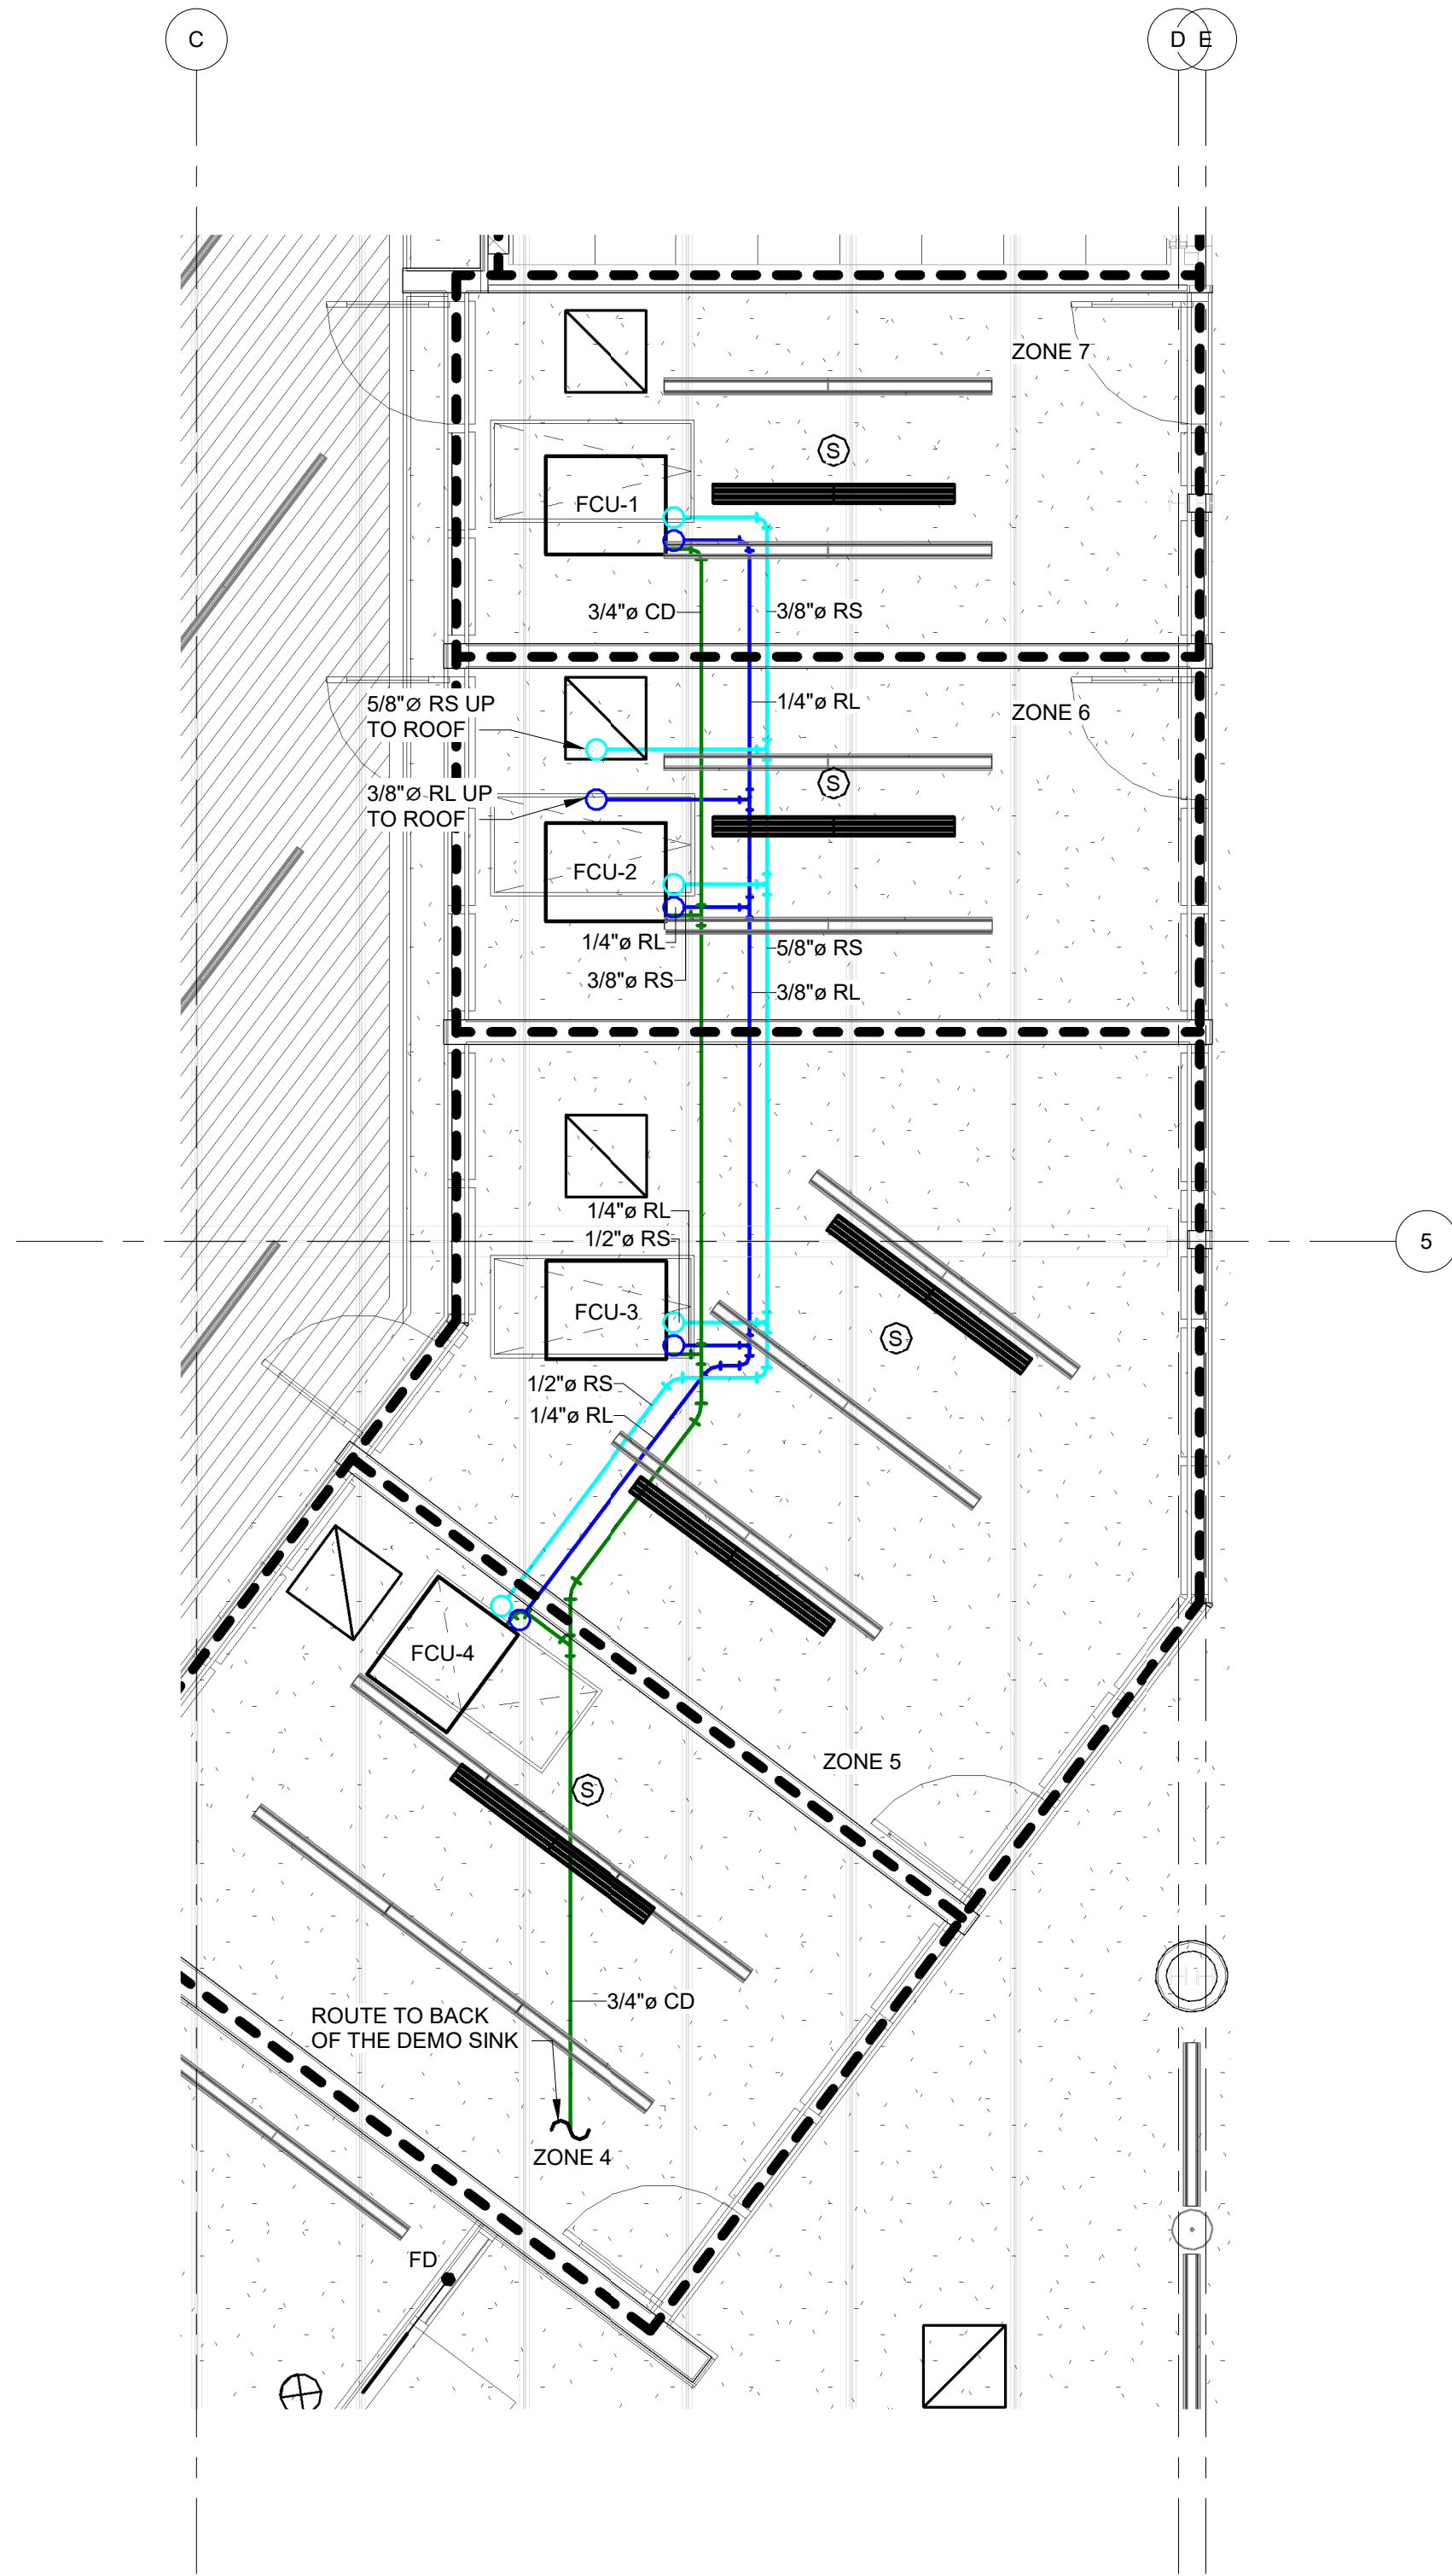 C
D
E
ZONE 7
S
FCU-1
3/4"ø CD
3/8"ø RS
5/8"Ø RS UP
TO ROOF
1/4"ø RL
ZONE 6
S
3/8"Ø RL UP
TO ROOF
FCU-2
1/4"ø RL
5/8"ø RS
3/8"ø RS
3/8"ø RL
1/4"ø RL
1/2"ø RS
5
FCU-3
S
1/2"ø RS
1/4"ø RL
FCU-4
ZONE 5
S
3/4"ø CD
ROUTE TO BACK
OF THE DEMO SINK
ZONE 4
FD